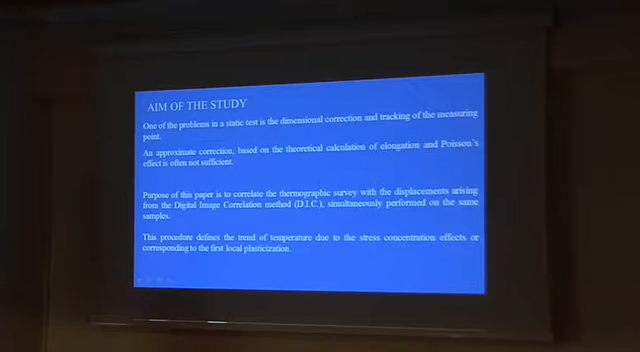 AIM OF THE STUDY
One of the problems in a static test is the dimensional correction and tracking of the measuring
point.
An approximate correction, based on the theoretical calculation of elongation and Poisson's
effect is often not sufficient.
Purpose of this paper is to correlate the thermographic survey with the displacements arising
from the Digital Image Correlation method (D.I.C.), simultaneously performed on the same
samples.
This procedure defines the trend of temperature due to the stress concentration effects or
corresponding to the first local plasticization.